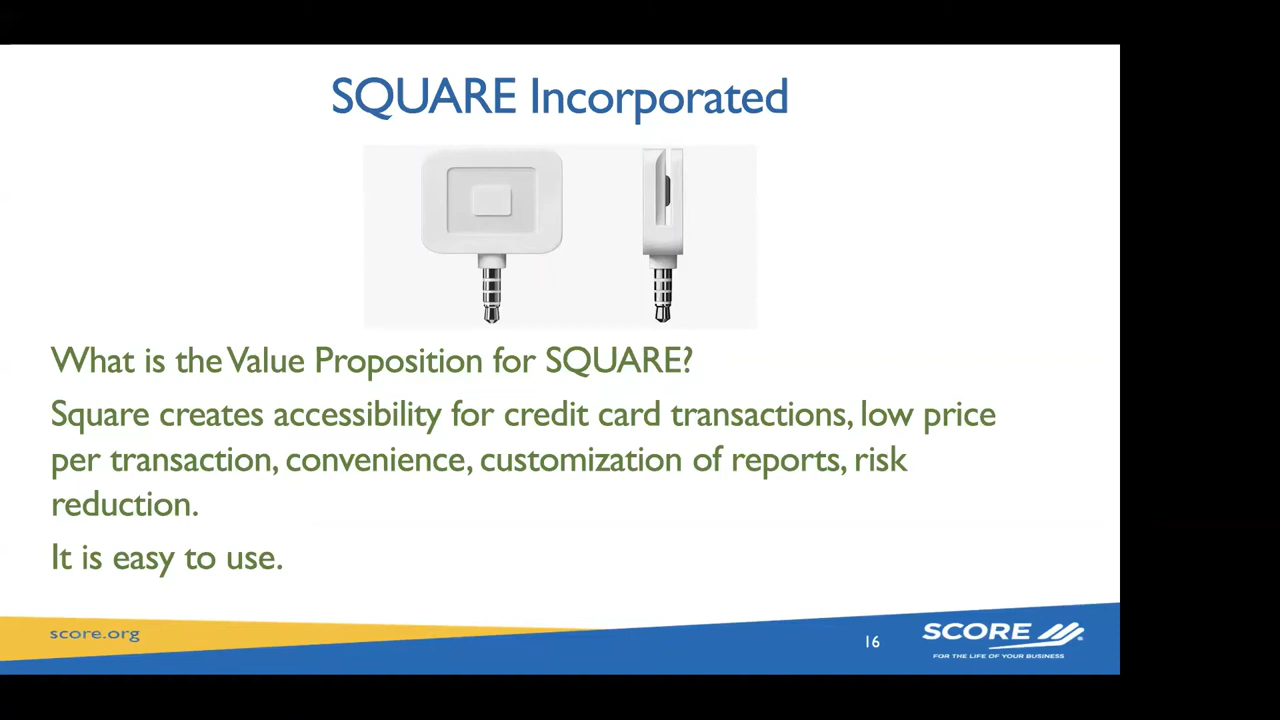 SQUARE Incorporated
What is the Value Proposition for SQUARE?
Square creates accessibility for credit card transactions, low price
per transaction, convenience, customization of reports, risk
reduction.
It is easy to use.
score.org
16
SCORE
FOR THE LIFE OF YOUR BUSINESS